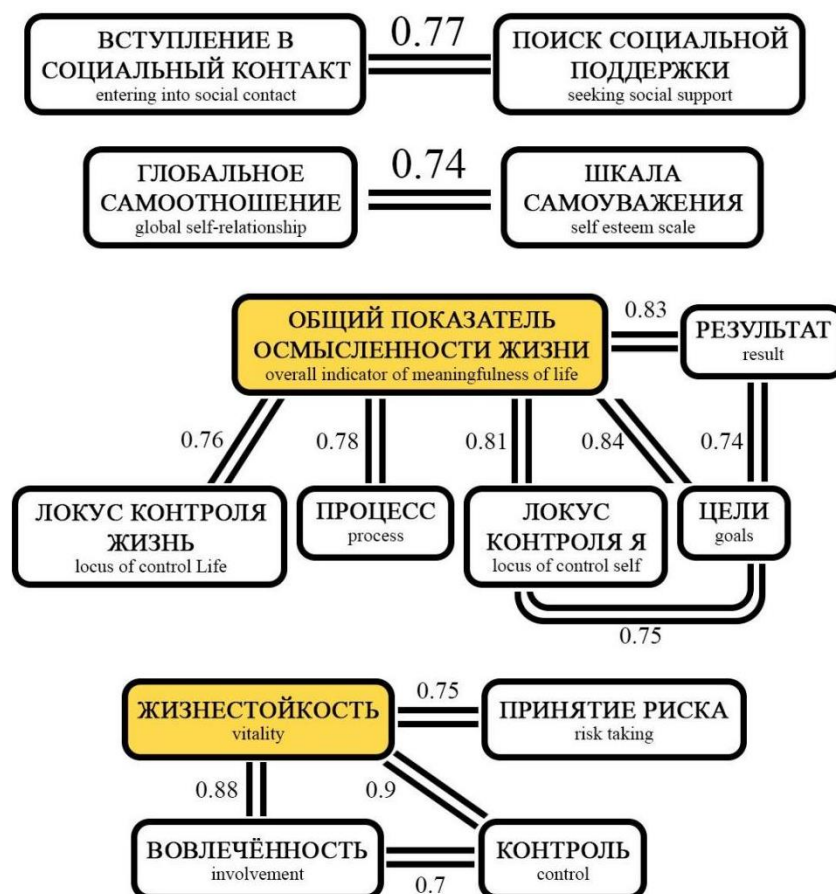 ВСТУПЛЕНИЕ В
СОЦИАЛЬНЫЙ КОНТАКТ
entering into social contact
0.77
ПОИСК СОЦИАЛЬНОЙ
ПОДДЕРЖКИ
seeking social support
ГЛОБАЛЬНОЕ
САМООТНОШЕНИЕ
global self-relationship
0.74
ШКАЛА
САМОУВАЖЕНИЯ
self esteem scale
ОБЩИЙ ПОКАЗАТЕЛЬ
ОСМЫСЛЕННОСТИ ЖИЗНИ
overall indicator of meaningfulness of life
0.83
РЕЗУЛЬТАТ
result
0.76
0.78
0.81
0.84
0.74
ЛОКУС КОНТРОЛЯ
ЖИЗНЬ
locus of control Life
ПРОЦЕСС
process
ЛОКУС
КОНТРОЛЯ Я
locus of control self
ЦЕЛИ
goals
0.75
ЖИЗНЕСТОЙКОСТЬ
vitality
0.75
ПРИНЯТИЕ РИСКА
risk taking
0.88
0.9
ВОВЛЕЧЁННОСТЬ
involvement
0.7
КОНТРОЛЬ
control